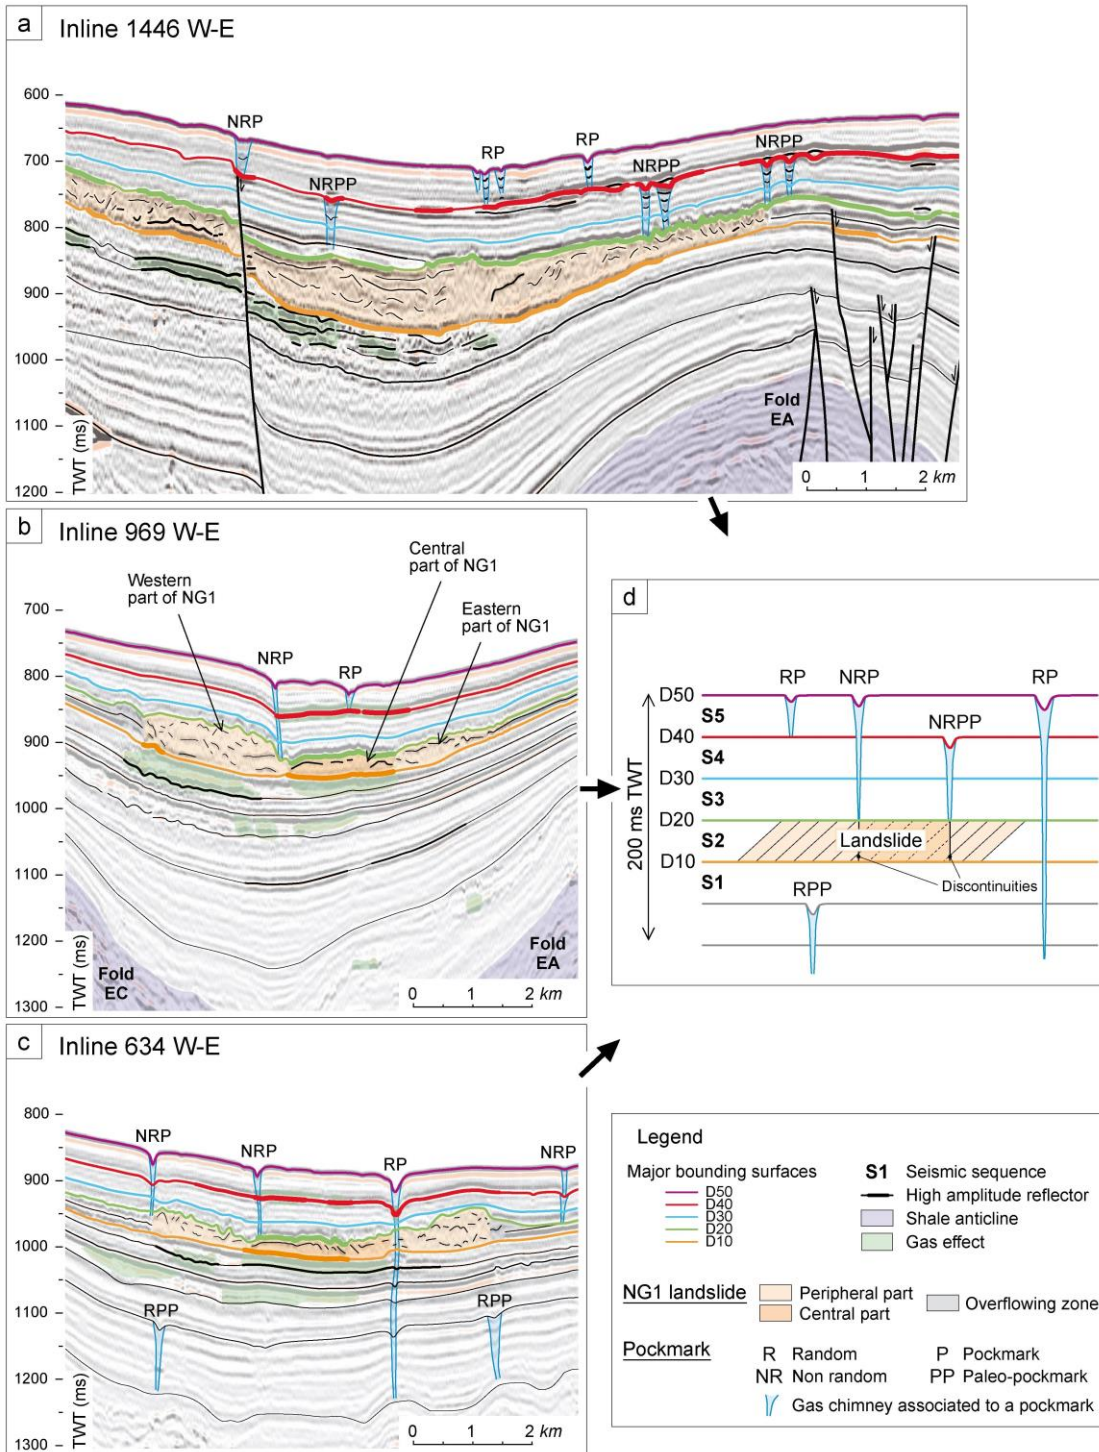 a Inline 1446 W-E
600
700
800
900
1000
1100
1200
TWT (ms)
NRP
RP
RP
NRPP
NRPP
NRPP
Fold
EA
0 1 2 km
b Inline 969 W-E
Western
part of NG1
Central
part of NG1
Eastern
part of NG1
700
800
900
1000
1100
1200
1300
TWT (ms)
NRP
RP
Fold
EC
Fold
EA
0 1 2 km
c Inline 634 W-E
800
900
1000
1100
1200
1300
TWT (ms)
NRP
NRP
RP
NRP
RPP
RPP
0 1 2 km
d
RP NRP RP
D50
S5
NRPP
D40
S4
D30
S3
D20
S2 Landslide
D10
S1 Discontinuities
RPP
200 ms TWT
Legend
Major bounding surfaces
D50
D40
D30
D20
D10
S1 Seismic sequence
High amplitude reflector
Shale anticline
Gas effect
NG1 landslide
Peripheral part
Central part
Overflowing zone
Pockmark
R Random P Pockmark
NR Non random PP Paleo-pockmark
Gas chimney associated to a pockmark